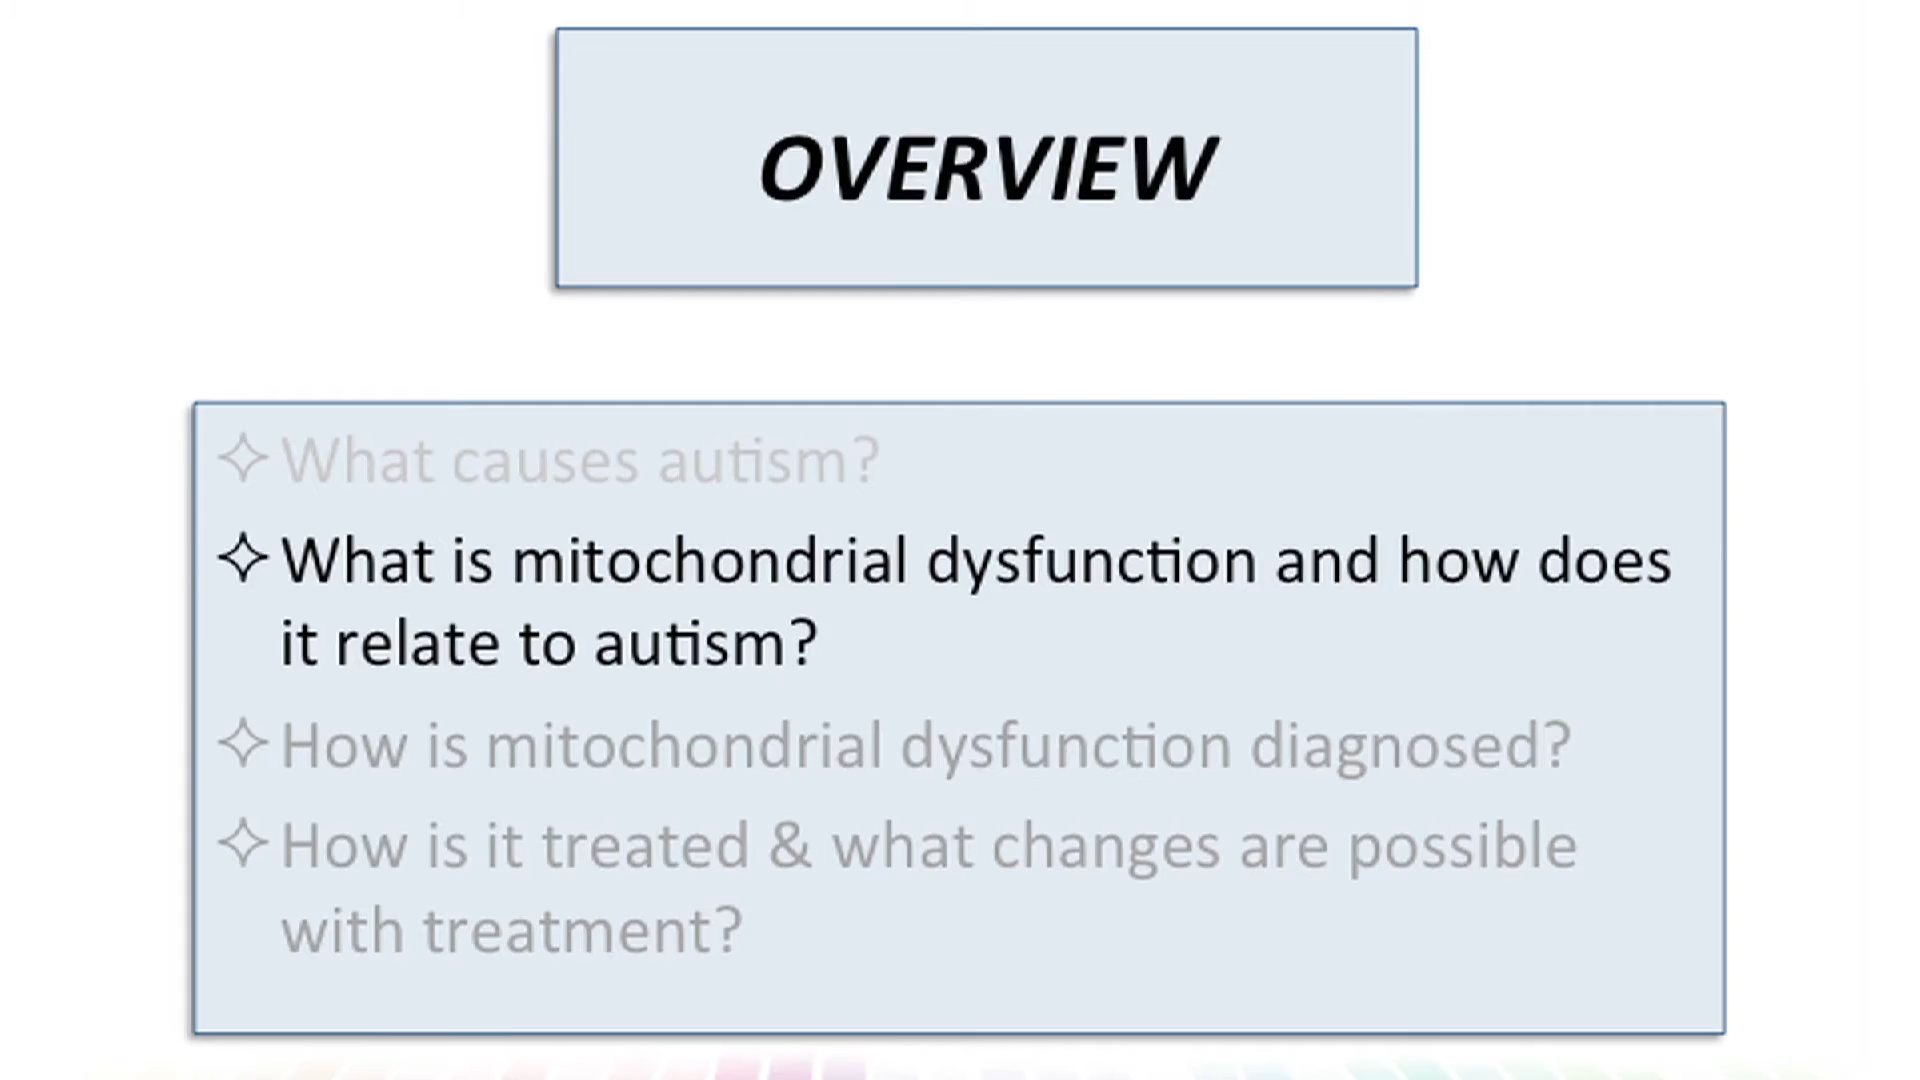 OVERVIEW
✧What causes autism?
✧What is mitochondrial dysfunction and how does
it relate to autism?
✧How is mitochondrial dysfunction diagnosed?
✧How is it treated & what changes are possible
with treatment?